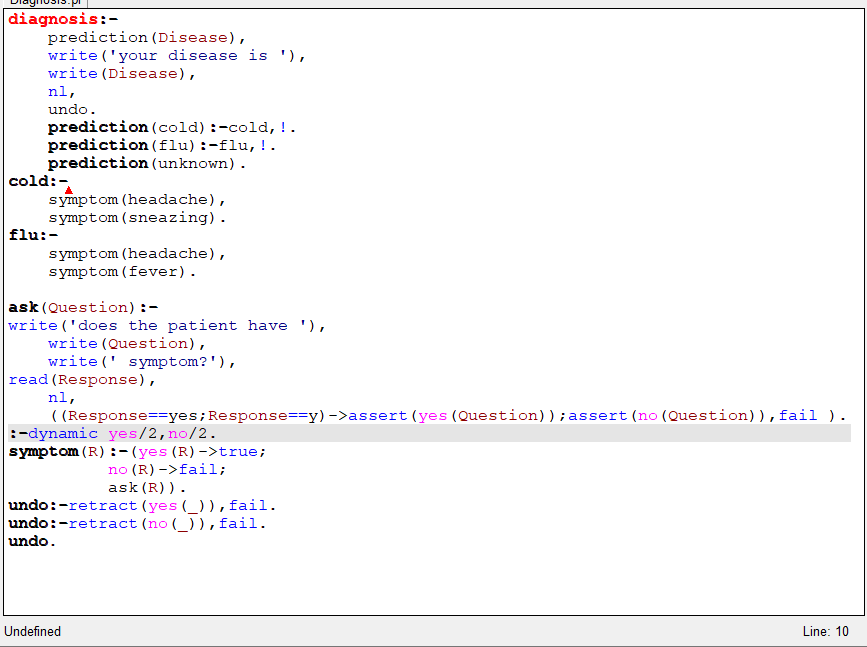 Diagnosis.pl
diagnosis:-
    prediction(Disease),
    write('your disease is '),
    write(Disease),
    nl,
    undo.
    prediction(cold):-cold,!.
    prediction(flu):-flu,!.
    prediction(unknown).
cold:-
    symptom(headache),
    symptom(sneazing).
flu:-
    symptom(headache),
    symptom(fever).

ask(Question):-
write('does the patient have '),
    write(Question),
    write(' symptom?'),
read(Response),
    nl,
    ((Response==yes;Response==y)->assert(yes(Question));assert(no(Question)),fail ).
:-dynamic yes/2,no/2.
symptom(R):-(yes(R)->true;
          no(R)->fail;
          ask(R)).
undo:-retract(yes(_)),fail.
undo:-retract(no(_)),fail.
undo.
Undefined
Line: 10